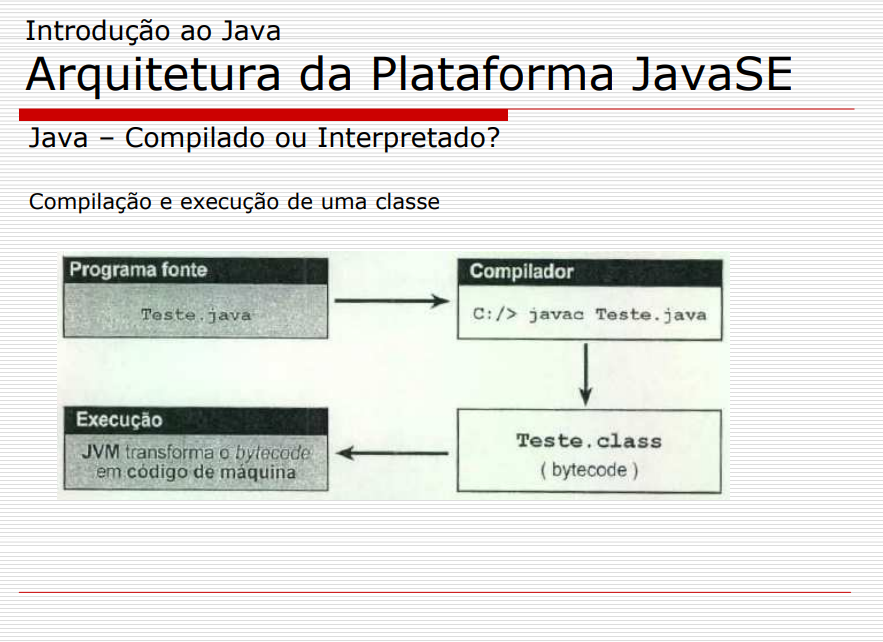 Introdução ao Java
Arquitetura da Plataforma JavaSE
Java – Compilado ou Interpretado?
Compilação e execução de uma classe
Programa fonte
Teste.java
Compilador
C:/> javac Teste.java
Teste.class
( bytecode )
Execução
JVM transforma o bytecode
em código de máquina